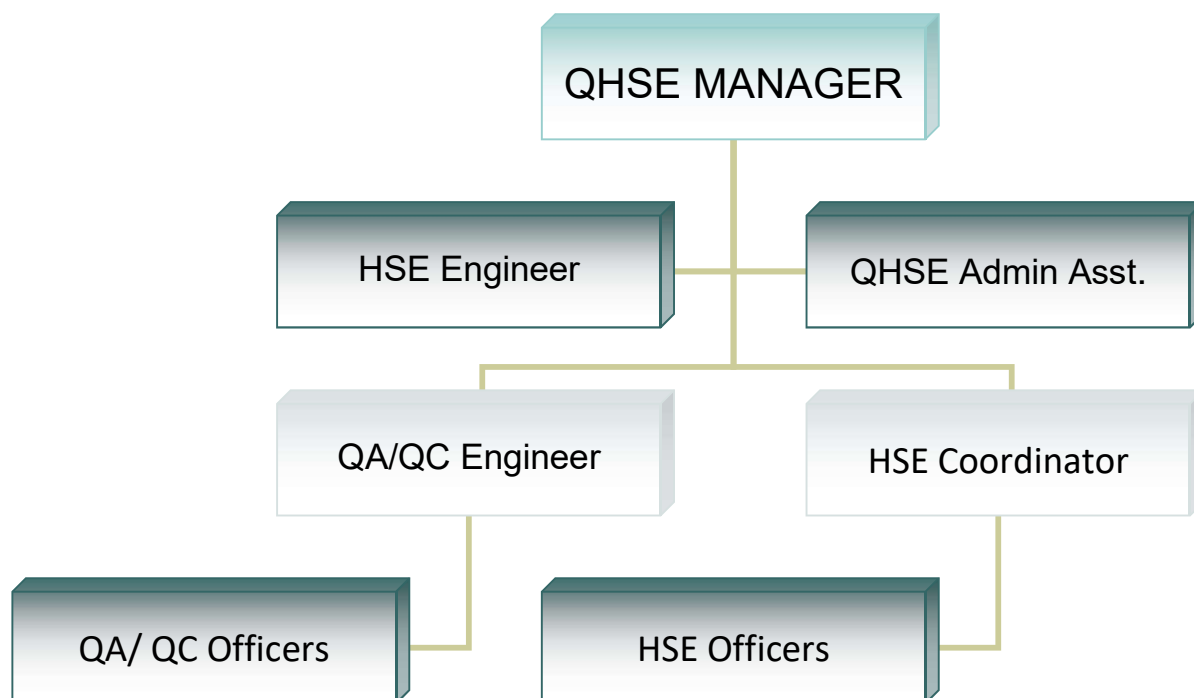 QHSE MANAGER
HSE Engineer
QHSE Admin Asst.
QA/QC Engineer
HSE Coordinator
QA/ QC Officers
HSE Officers